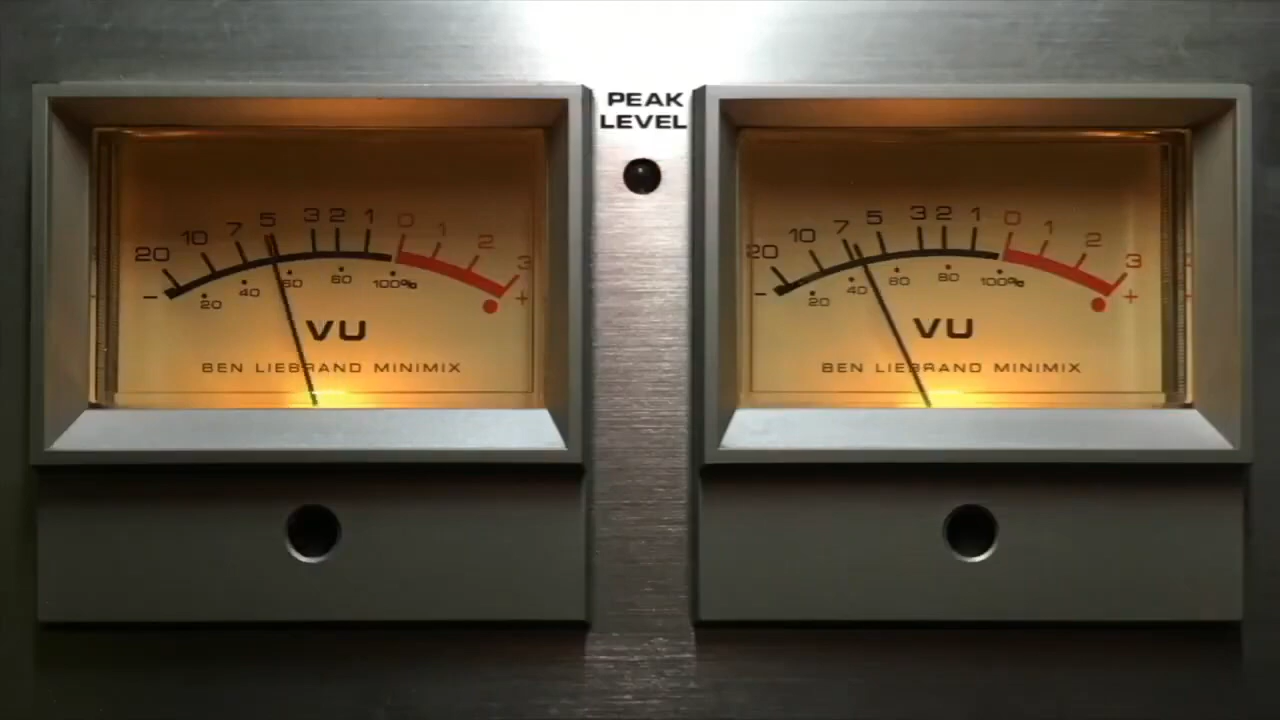 PEAK
LEVEL
20 10 7 5 3 2 1 0 1 2 3
- 20 40 60 80 100% +
VU
BEN LIEBRAND MINIMIX
20 10 7 5 3 2 1 0 1 2 3
- 20 40 60 80 100% +
VU
BEN LIEBRAND MINIMIX